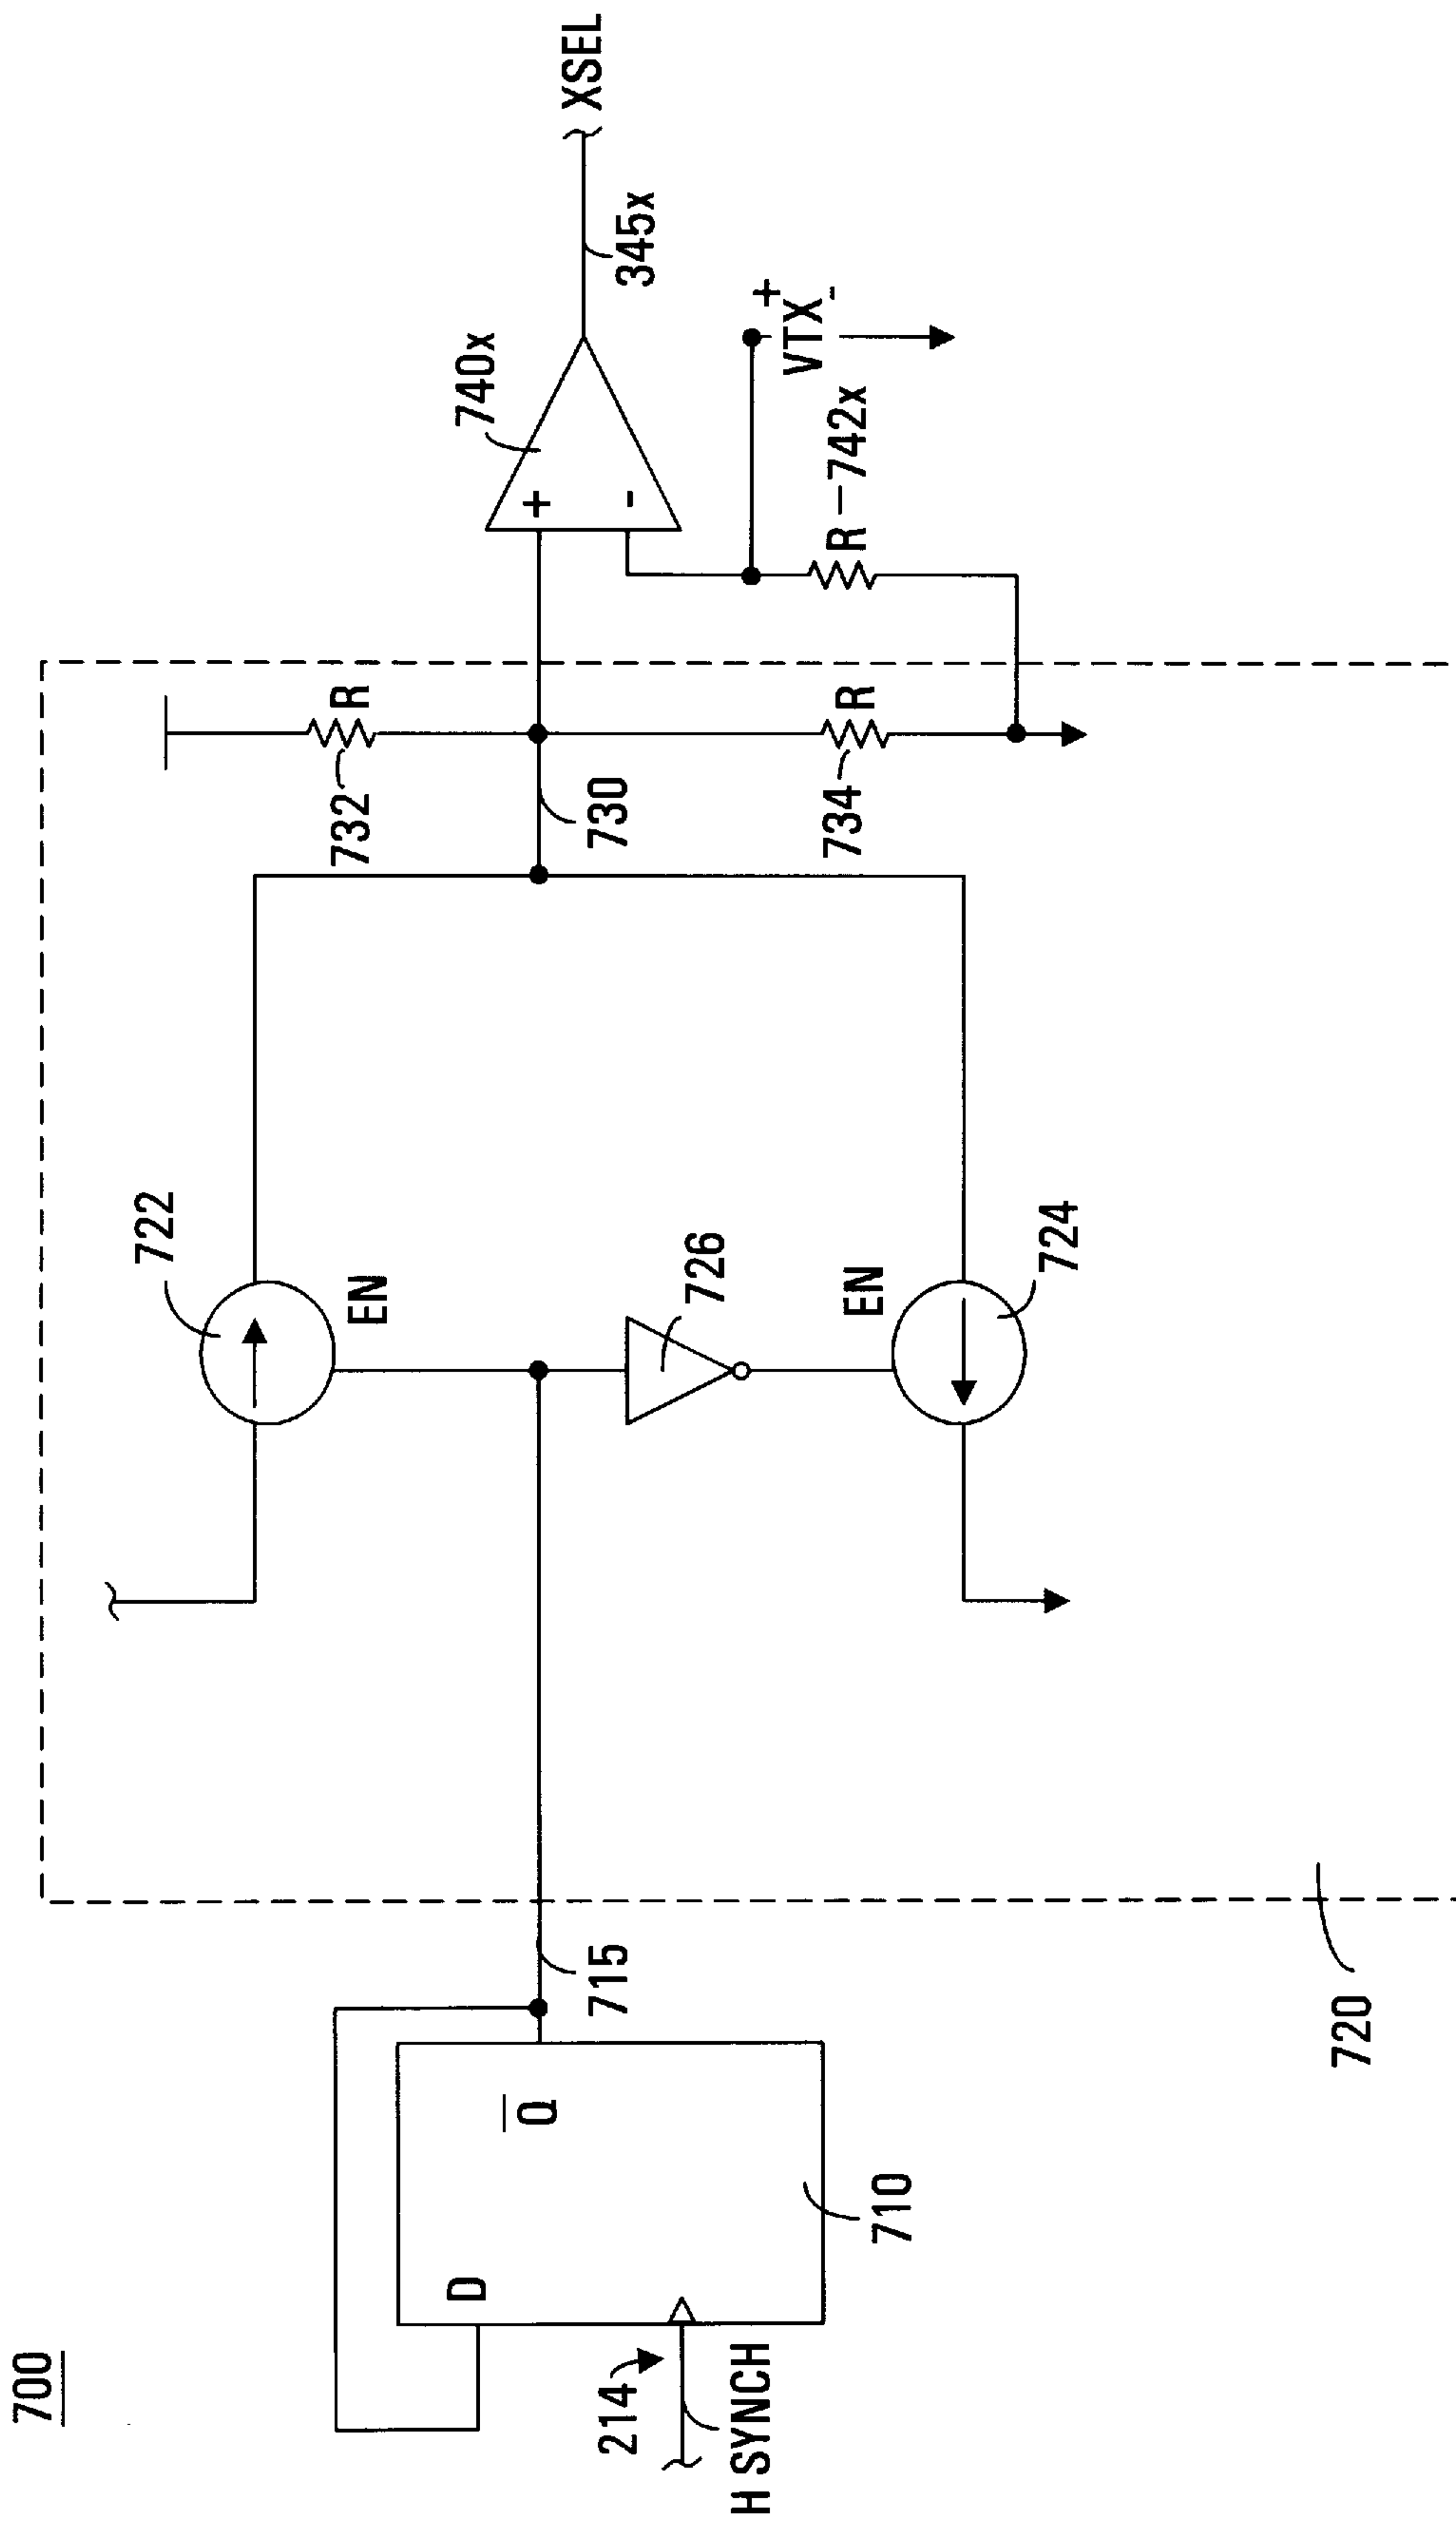 700
H SYNCH
214
D
Q̅
710
715
720
722
EN
726
EN
724
730
732
R
734
R
+
-
740x
R
742x
VTX
+
-
345x
XSEL